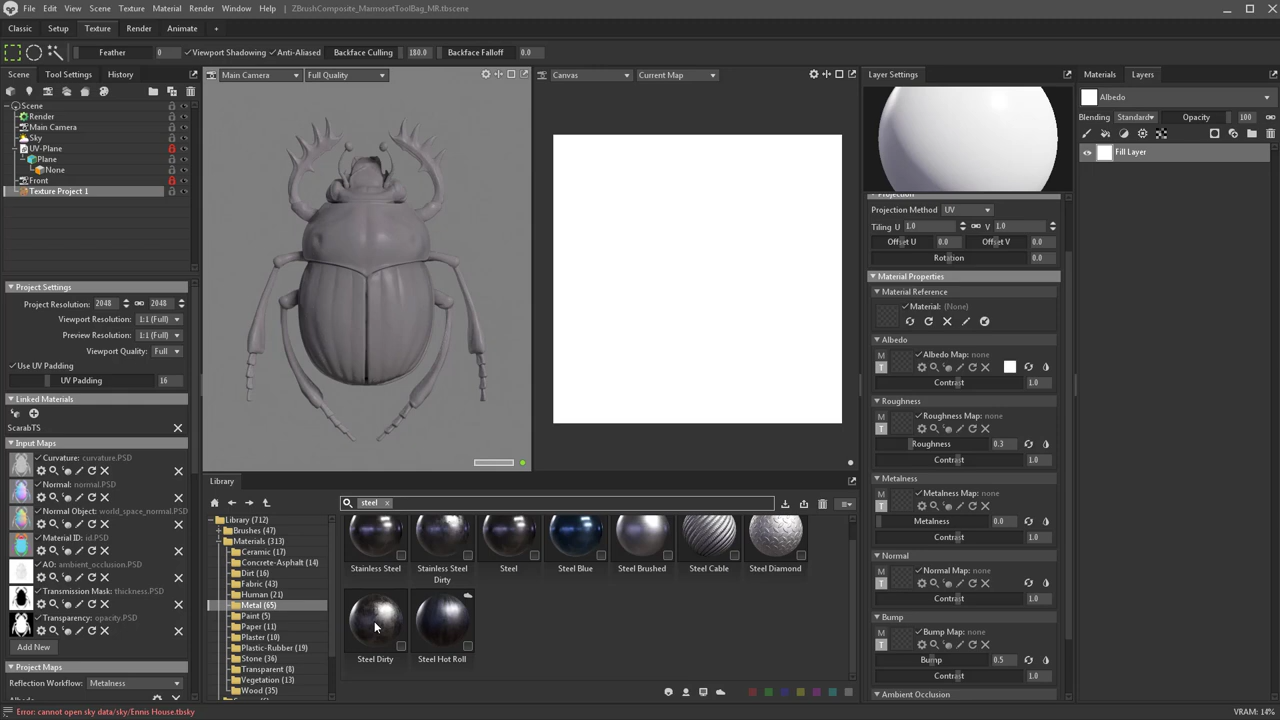 File Edit View Scene Texture Material Render Window Help ZBrushComposite_MarmosetToolBag_MR.tbscene
Classic Setup Texture Render Animate +
Feather 0 Viewport Shadowing Anti-Aliased Backface Culling 180.0 Backface Falloff 0.0
Scene Tool Settings History
Main Camera Full Quality
Canvas Current Map
Layer Settings
Materials Layers
Scene
Render
Main Camera
Sky
UV-Plane
Plane
None
Front
Texture Project 1
Albedo
Blending Standard Opacity 100
Fill Layer
Projection
Projection Method UV
Tiling U 1.0 V 1.0
Offset U 0.0 Offset V 0.0
Rotation 0.0
Material Properties
Material Reference
Material: (None)
Albedo
M Albedo Map: none
T
Contrast 1.0
Roughness
M Roughness Map: none
T
Roughness 0.3
Contrast 1.0
Metalness
M Metalness Map: none
T
Metalness 0.0
Contrast 1.0
Normal
M Normal Map: none
T
Contrast 1.0
Bump
M Bump Map: none
T
Bump 0.5
Contrast 1.0
Ambient Occlusion
Project Settings
Project Resolution: 2048 2048
Viewport Resolution: 1:1 (Full)
Preview Resolution: 1:1 (Full)
Viewport Quality: Full
Use UV Padding
UV Padding 16
Linked Materials
ScarabTS
Input Maps
Curvature: curvature.PSD
Normal: normal.PSD
Normal Object: world_space_normal.PSD
Material ID: id.PSD
AO: ambient_occlusion.PSD
Transmission Mask: thickness.PSD
Transparency: opacity.PSD
Add New
Project Maps
Reflection Workflow: Metalness
Library
steel x
Library (712)
Brushes (47)
Materials (313)
Ceramic (17)
Concrete-Asphalt (14)
Dirt (16)
Fabric (43)
Human (21)
Metal (65)
Paint (5)
Paper (11)
Plaster (10)
Plastic-Rubber (19)
Stone (36)
Transparent (8)
Vegetation (13)
Wood (35)
Stainless Steel
Stainless Steel Dirty
Steel
Steel Blue
Steel Brushed
Steel Cable
Steel Diamond
Steel Dirty
Steel Hot Roll
Error: cannot open sky data/sky/Ennis House.tbsky
VRAM: 14%